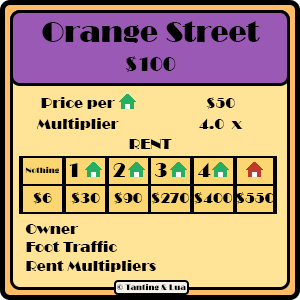 Orange Street
$100
Price per $50
Multiplier 4.0 x
RENT
Nothing 1 2 3 4
$6 $30 $90 $270 $400 $550
Owner
Foot Traffic
Rent Multipliers
© Tanting & Lua